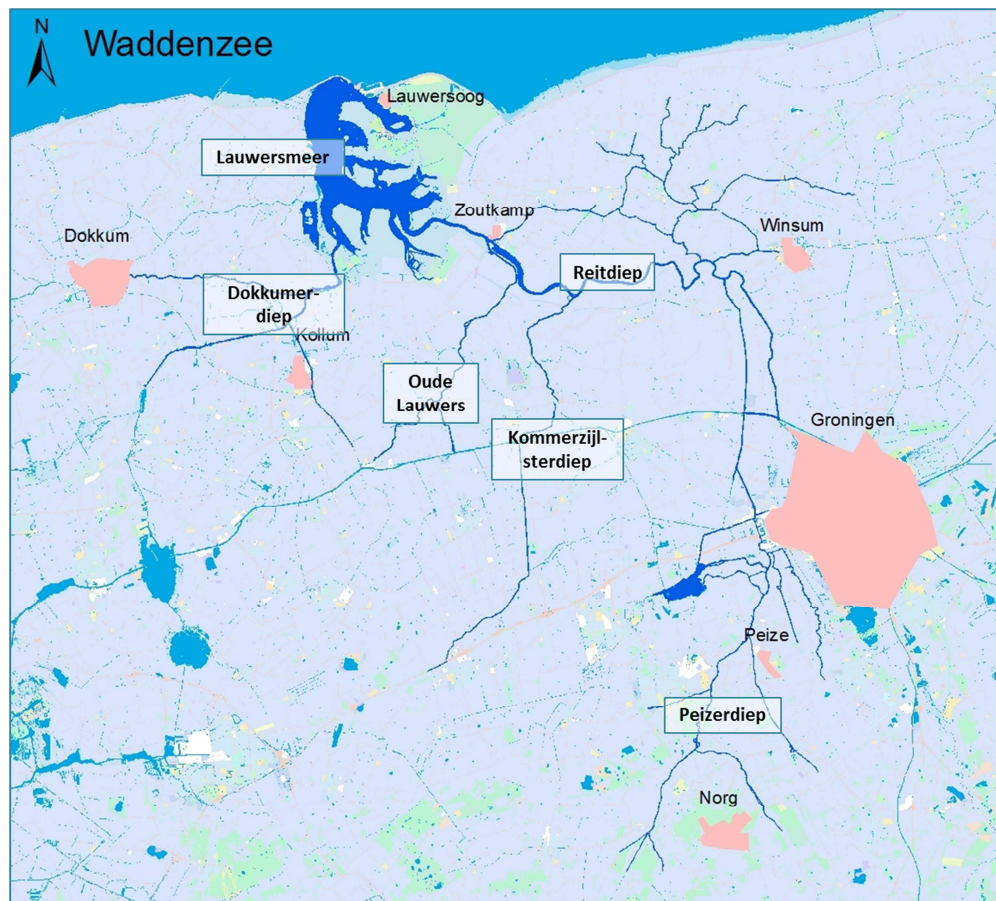 N
Waddenzee
Lauwersoog
Lauwersmeer
Zoutkamp
Dokkum
Winsum
Reitdiep
Dokkumer-
diep
Kollum
Oude
Lauwers
Groningen
Kommerzijl-
sterdiep
Peize
Peizerdiep
Norg